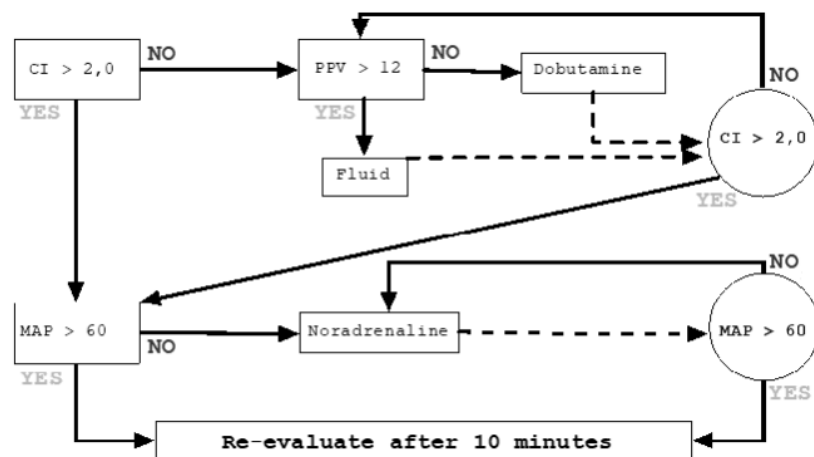 NO
NO
NO
CI > 2,0
PPV > 12
Dobutamine
YES
YES
CI > 2,0
Fluid
YES
NO
MAP > 60
Noradrenaline
MAP > 60
NO
YES
YES
Re-evaluate after 10 minutes